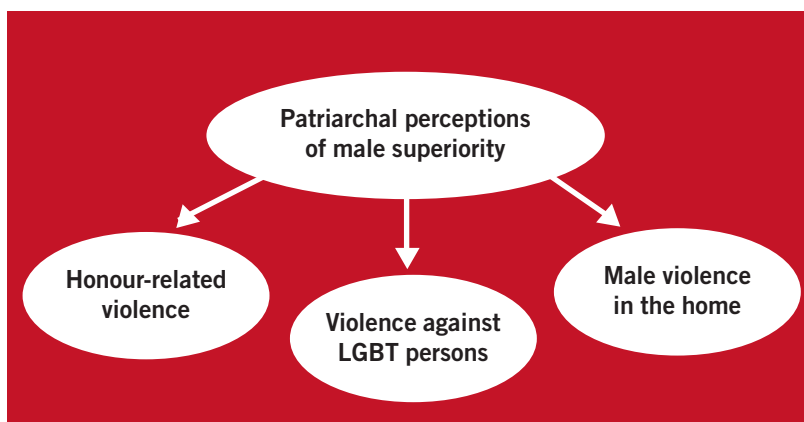 Patriarchal perceptions
of male superiority
Honour-related
violence
Violence against
LGBT persons
Male violence
in the home